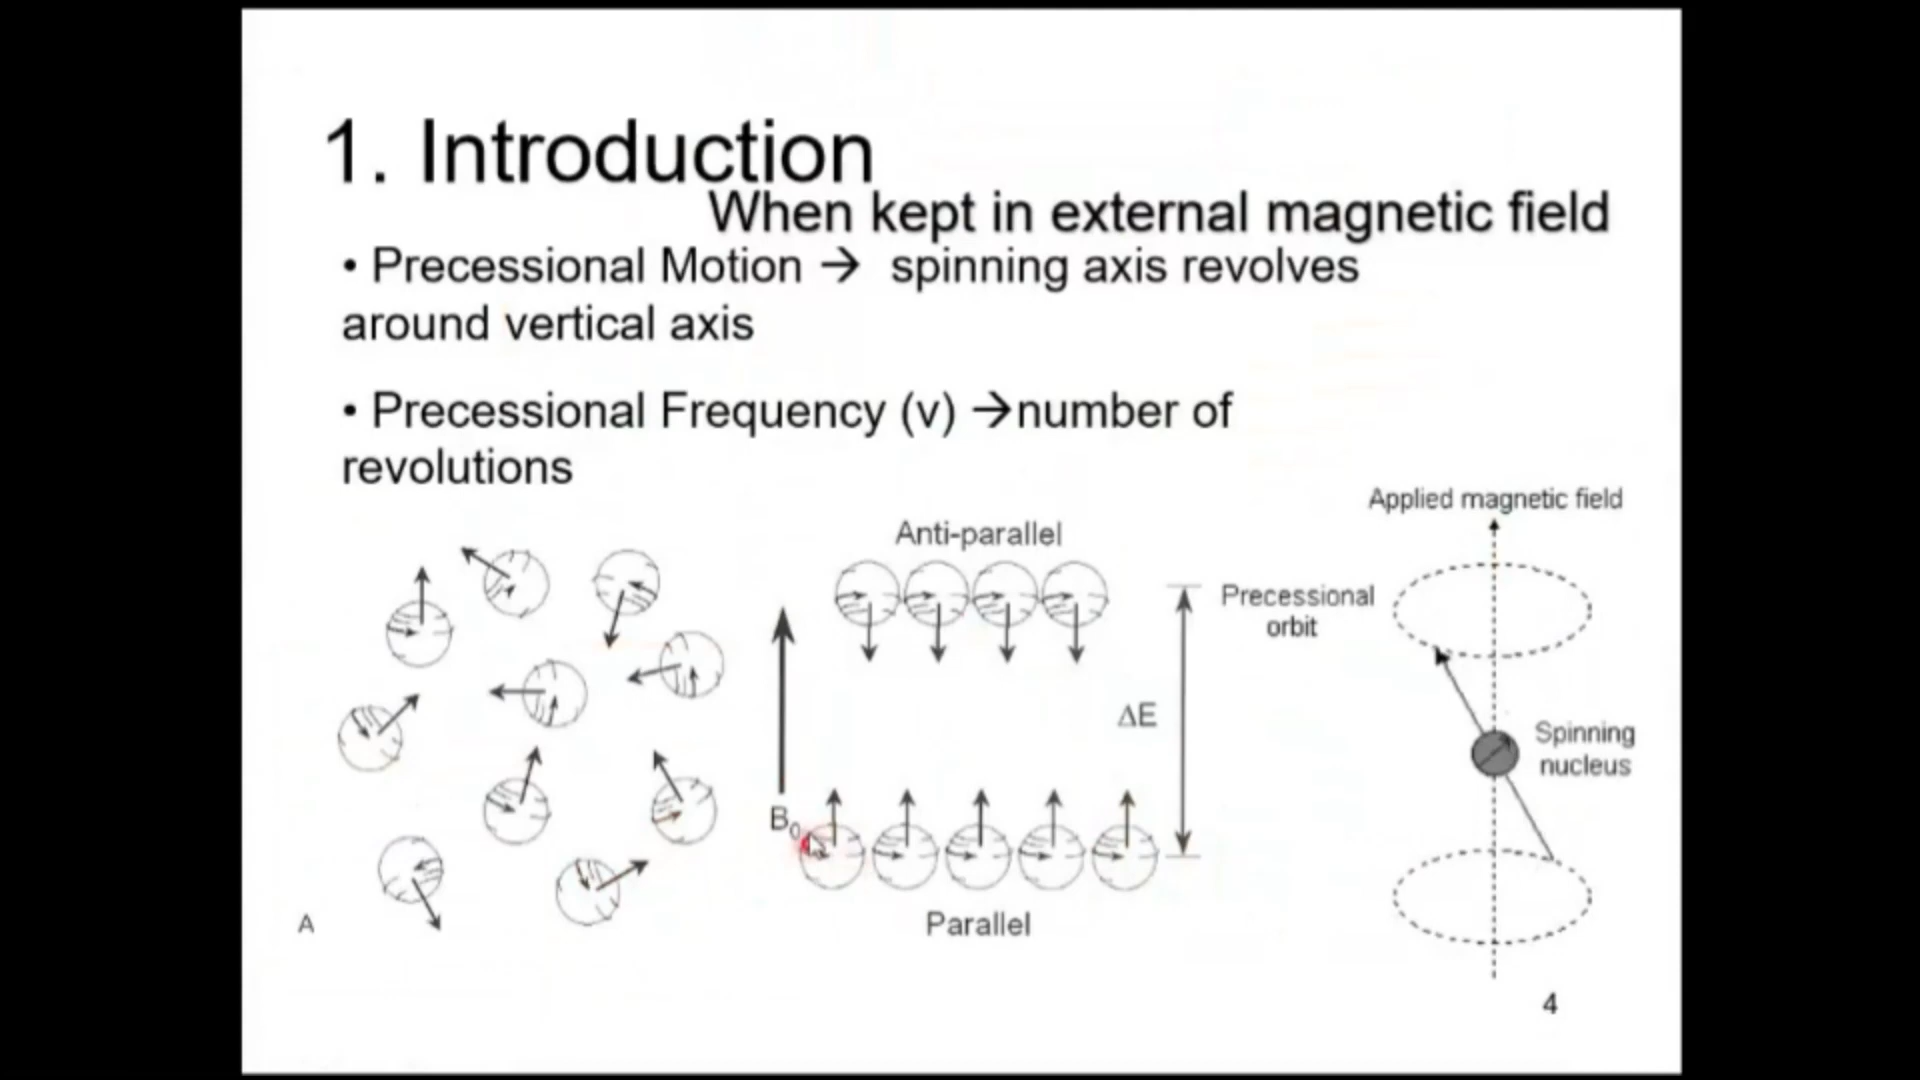 1. Introduction
When kept in external magnetic field
• Precessional Motion → spinning axis revolves
around vertical axis
• Precessional Frequency (v) →number of
revolutions
Applied magnetic field
Anti-parallel
Precessional
orbit
ΔE
Spinning
nucleus
B₀
A
Parallel
4